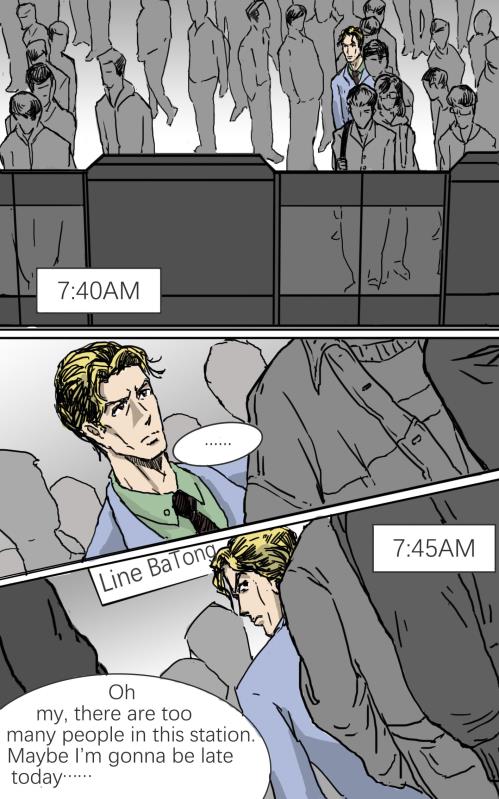 7:40AM
……
Line BaTong
7:45AM
Oh
my, there are too
many people in this station.
Maybe I'm gonna be late
today……